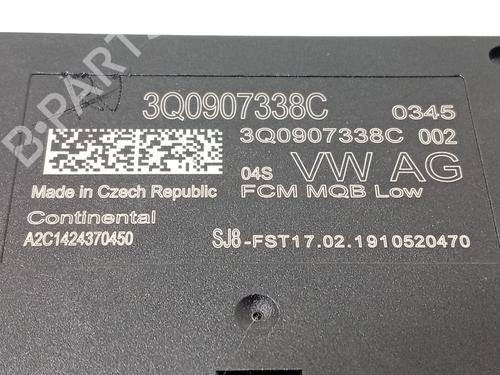 B-PARTS
3Q0907338C 0345
3Q0907338C 002
04S VW AG
Made in Czech Republic FCM MQB Low
Continental
A2C1424370450 SJ8-FST17.02.1910520470